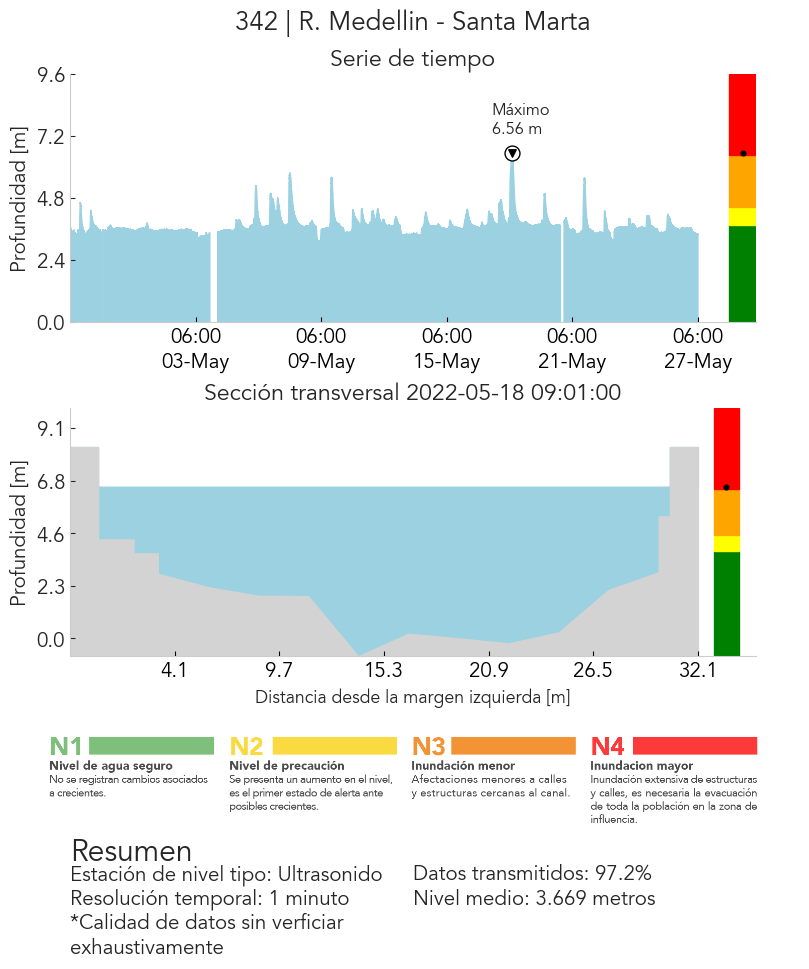 342 | R. Medellin - Santa Marta
Serie de tiempo
Profundidad [m]
9.6
7.2
4.8
2.4
0.0
Máximo
6.56 m
06:00 06:00 06:00 06:00 06:00
03-May 09-May 15-May 21-May 27-May
Sección transversal 2022-05-18 09:01:00
Profundidad [m]
9.1
6.8
4.6
2.3
0.0
4.1 9.7 15.3 20.9 26.5 32.1
Distancia desde la margen izquierda [m]
N1
Nivel de agua seguro
No se registran cambios asociados
a crecientes.
N2
Nivel de precaución
Se presenta un aumento en el nivel,
es el primer estado de alerta ante
posibles crecientes.
N3
Inundación menor
Afectaciones menores a calles
y estructuras cercanas al canal.
N4
Inundacion mayor
Inundación extensiva de estructuras
y calles, es necesaria la evacuación
de toda la población en la zona de
influencia.
Resumen
Estación de nivel tipo: Ultrasonido
Resolución temporal: 1 minuto
*Calidad de datos sin verficiar
exhaustivamente
Datos transmitidos: 97.2%
Nivel medio: 3.669 metros